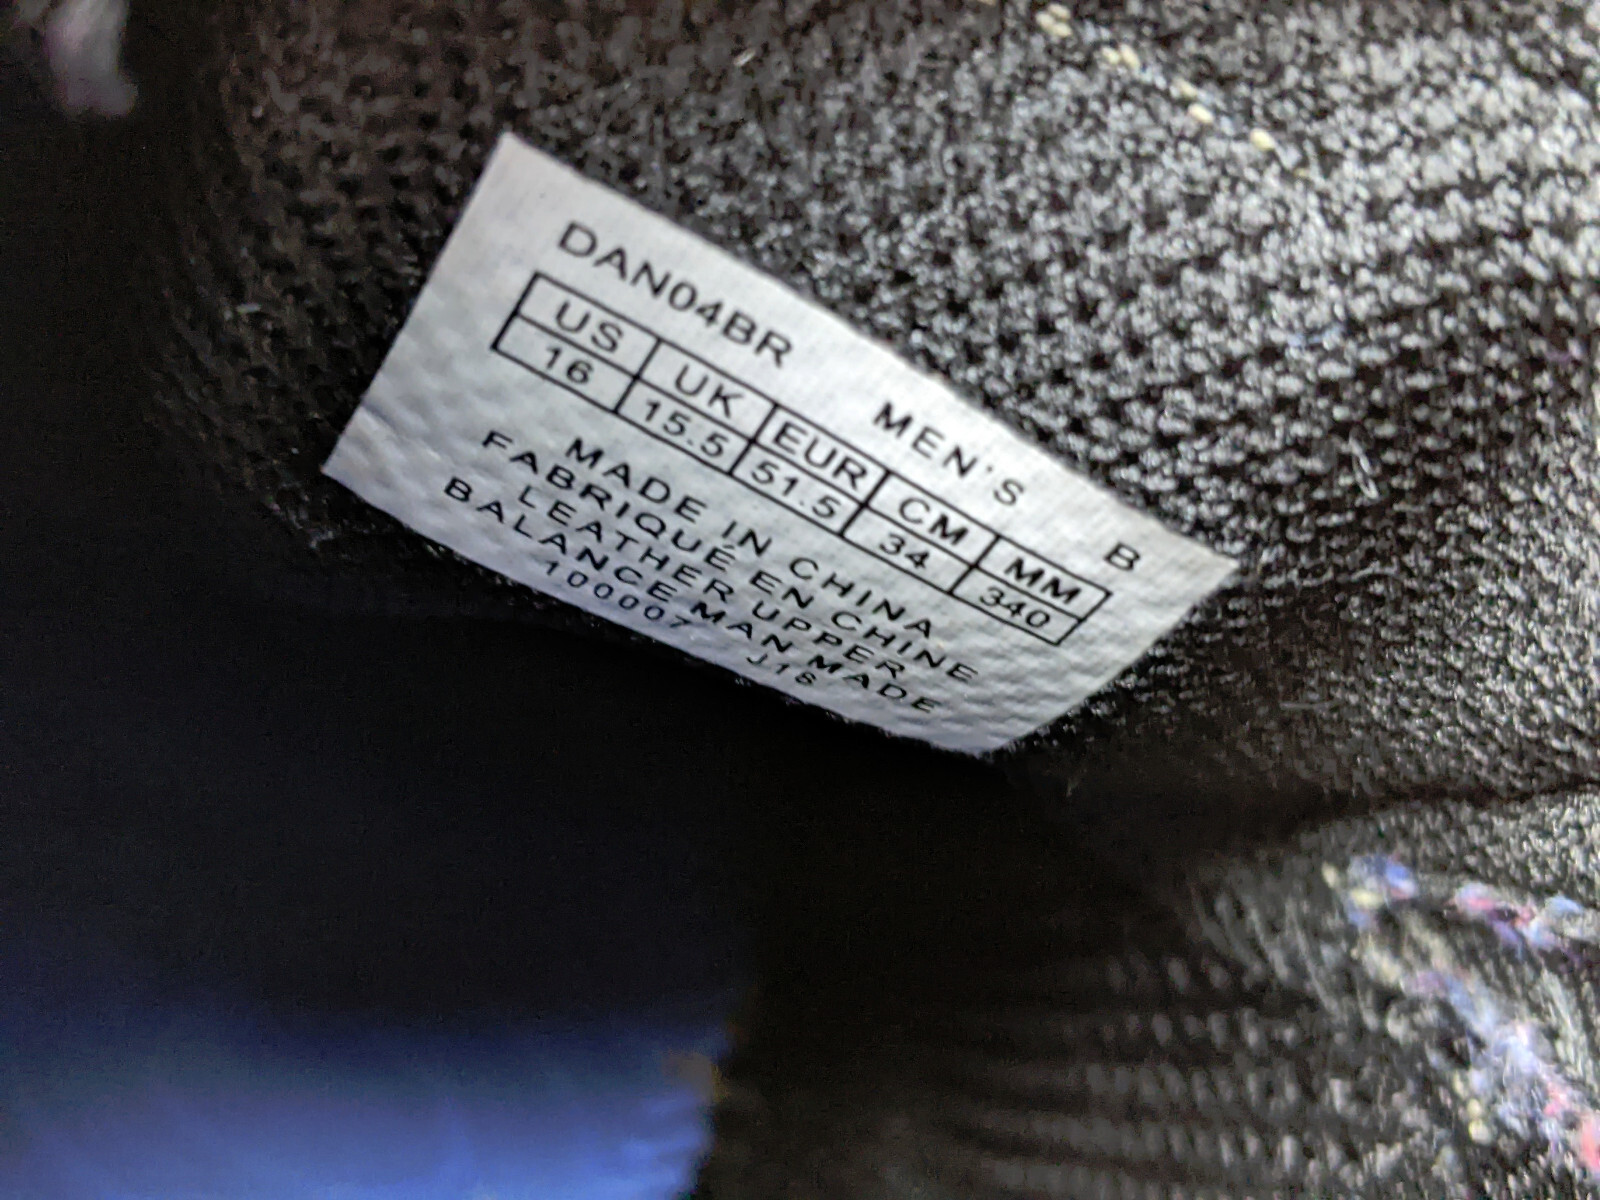 DAN04BR MEN'S B
US UK EUR CM MM
16 15.5 51.5 34 340
MADE IN CHINA
FABRIQUÉ EN CHINE
LEATHER UPPER
BALANCE MAN MADE
100007 J16